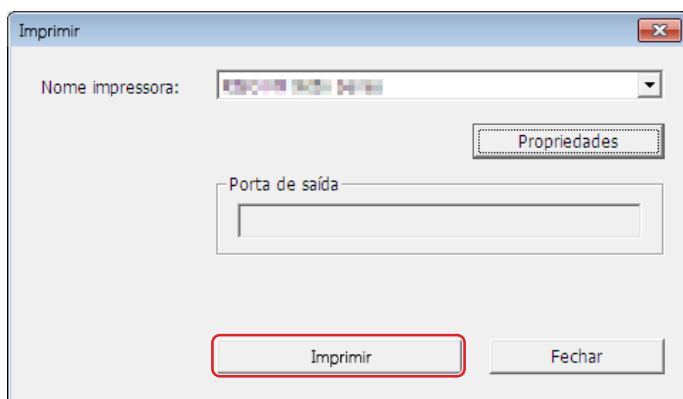 Imprimir
Nome impressora:
Propriedades
Porta de saída
Imprimir Fechar